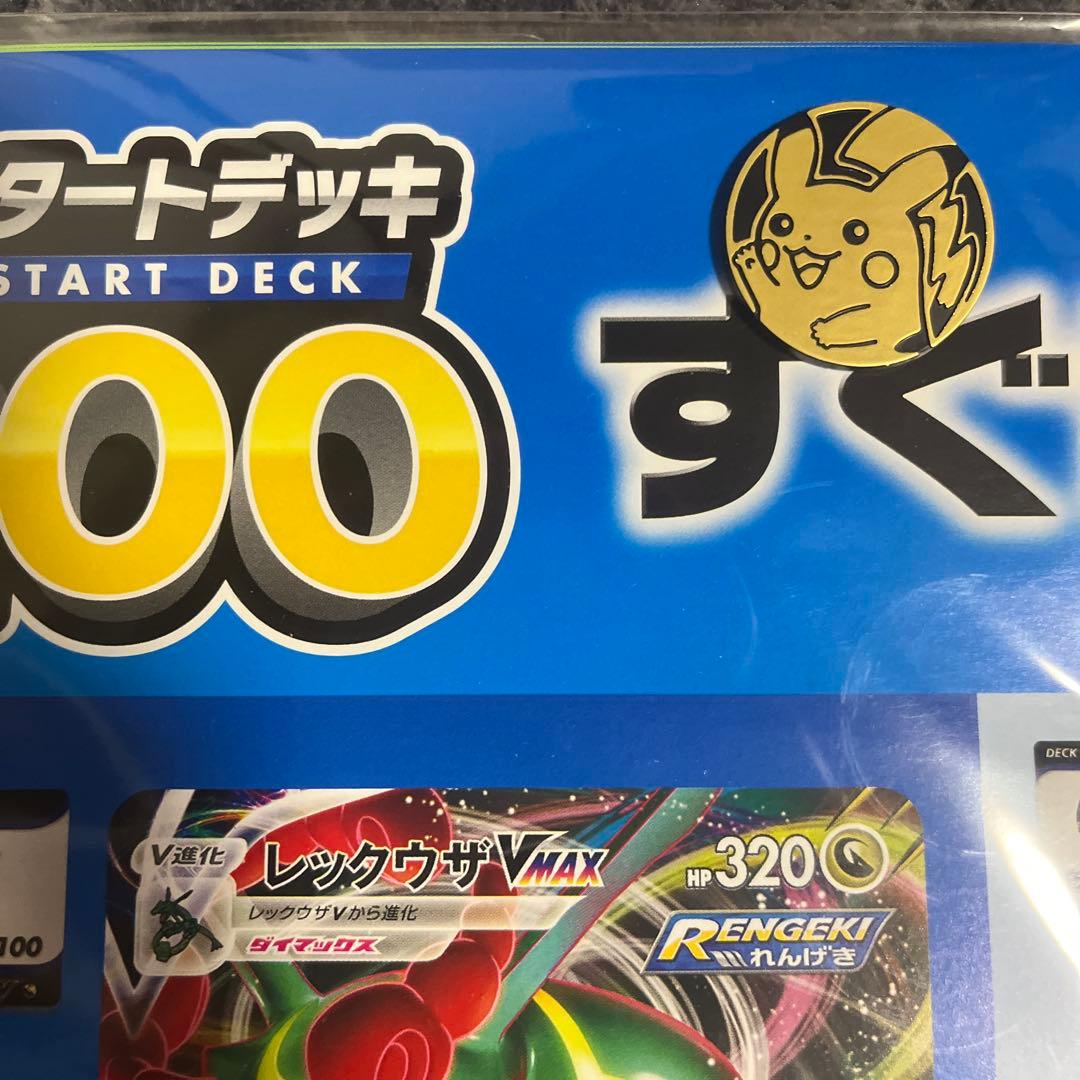 タートデッキ
START DECK
00
すぐ
DECK
100
V進化
レックウザVMAX
HP320
レックウザVから進化
ダイマックス
RENGEKI
れんげき